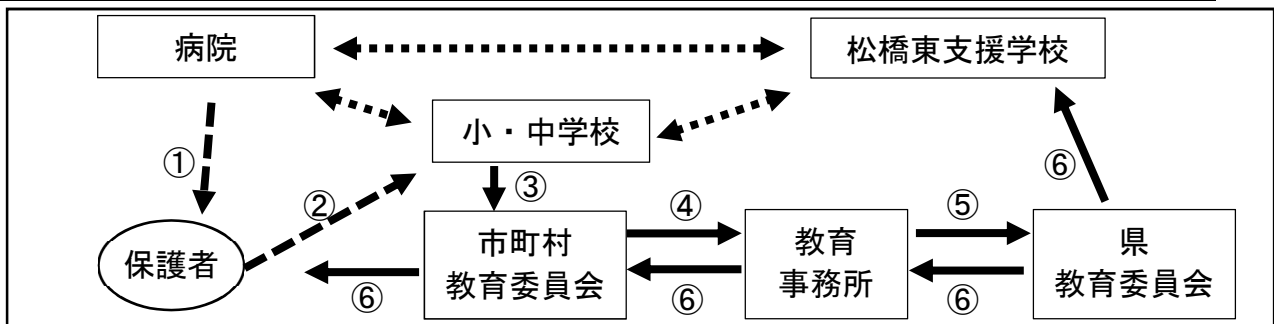 病院
松橋東支援学校
小・中学校
①
②
③
⑥
保護者
市町村
教育委員会
④
教育
事務所
⑤
県
教育委員会
⑥
⑥
⑥